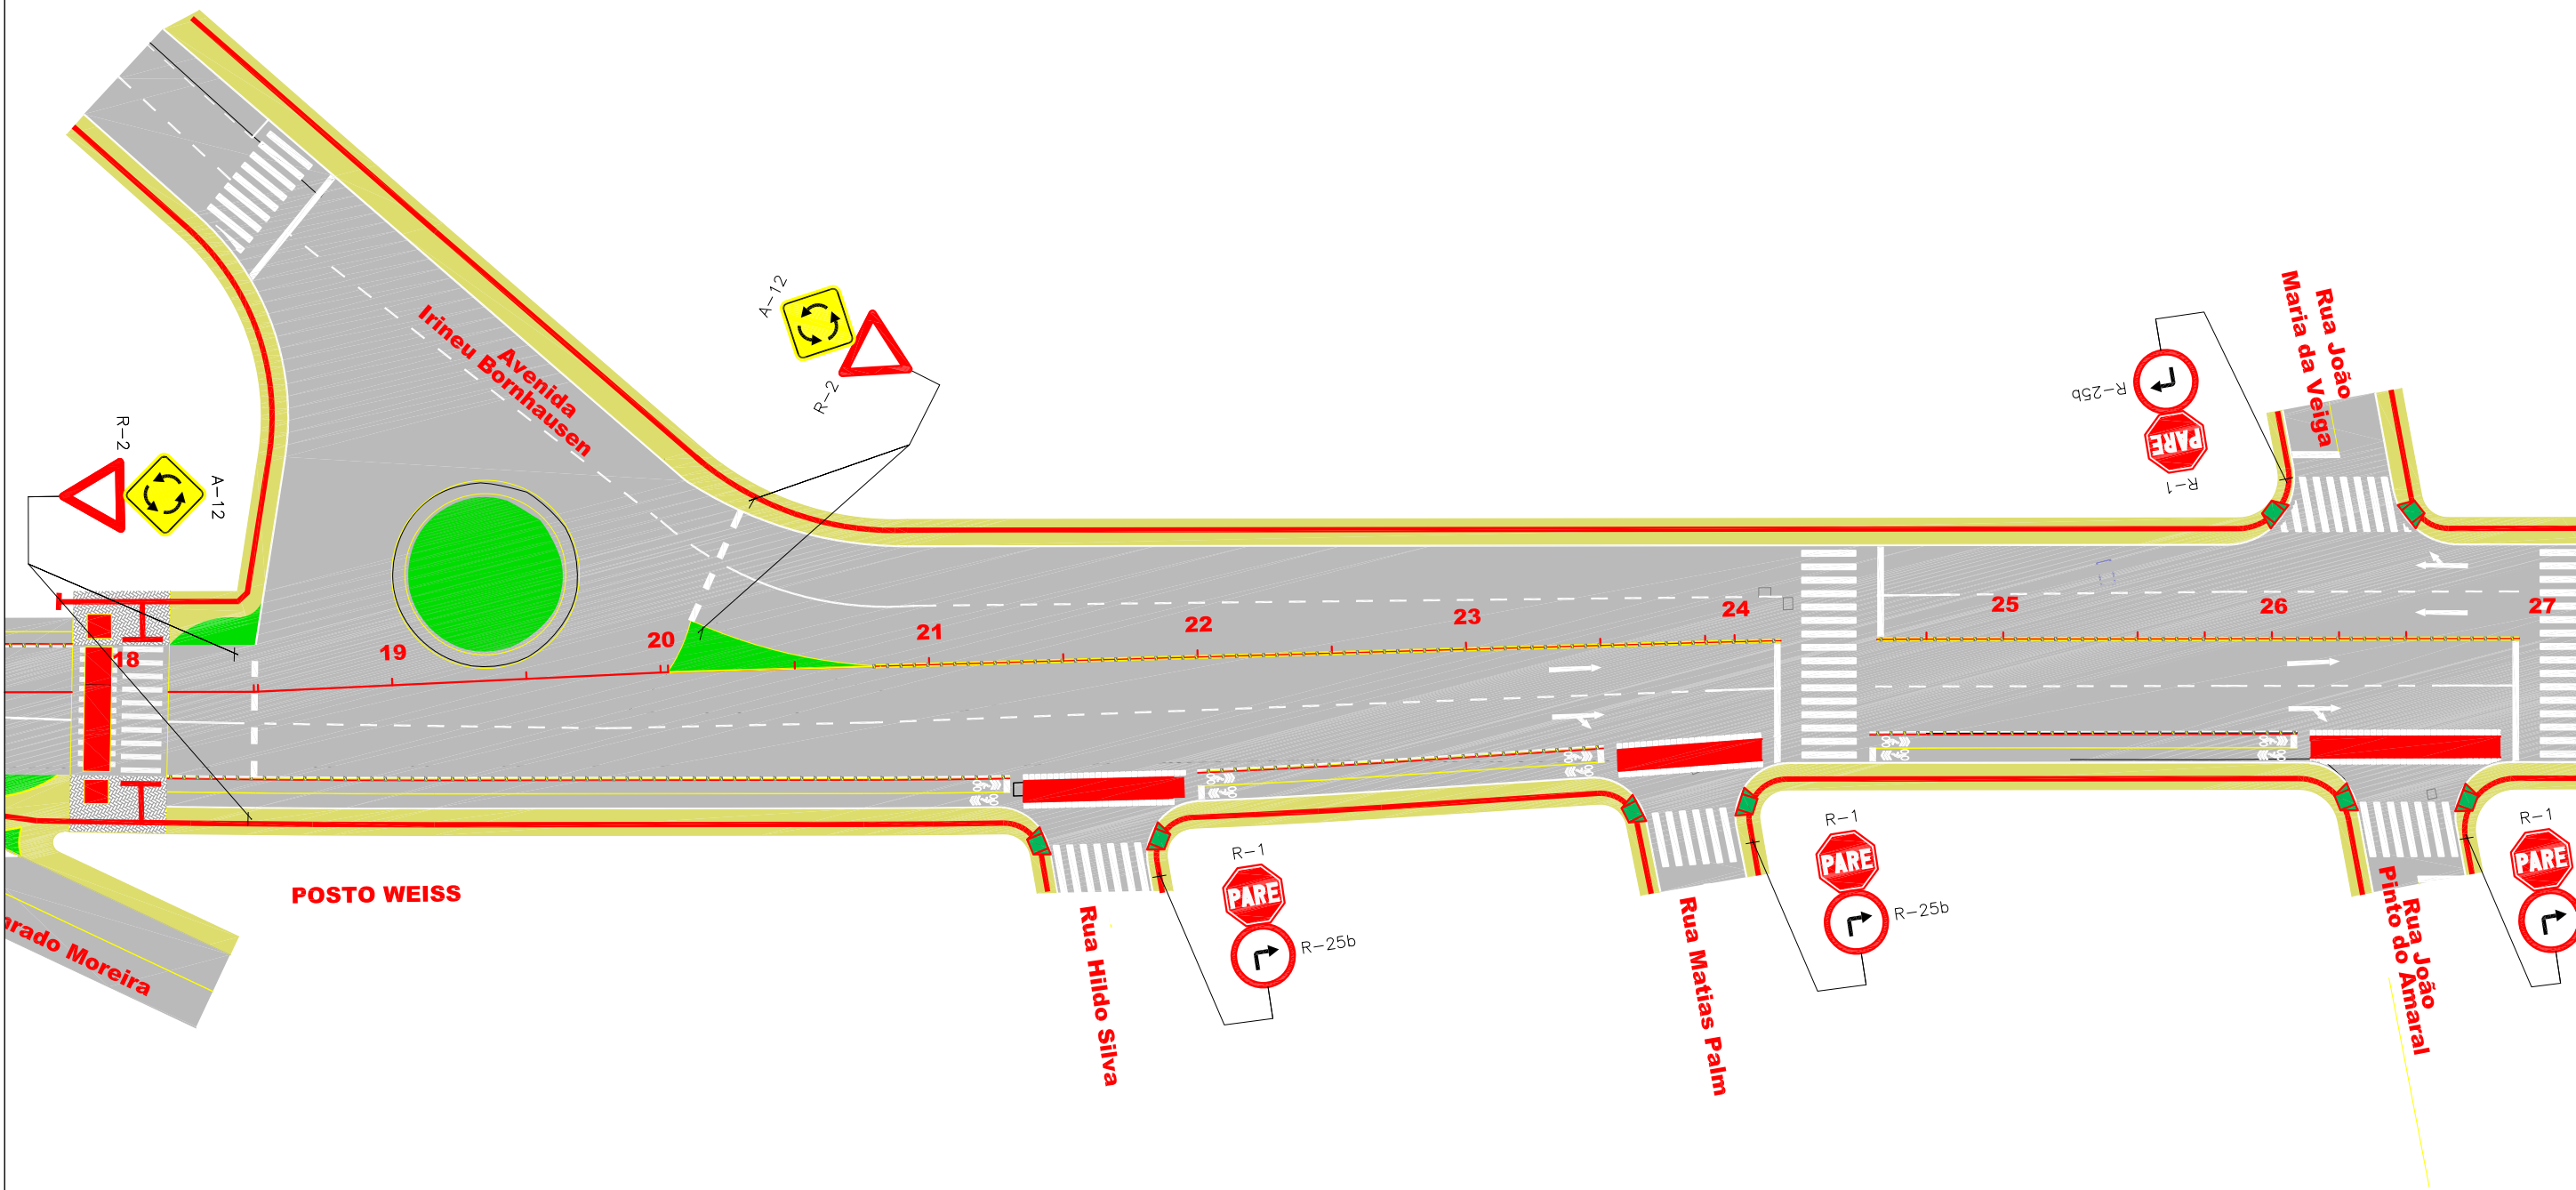 Avenida
Irineu Bornhausen
A-12
R-2
R-2
A-12
Rua João
Maria da Veiga
R-25b
PARE
R-1
18
19
20
21
22
23
24
25
26
27
POSTO WEISS
Moreira
R-1
PARE
R-25b
Rua Hildo Silva
R-1
PARE
R-25b
Rua Matias Palm
R-1
PARE
Rua João
Pinto do Amaral